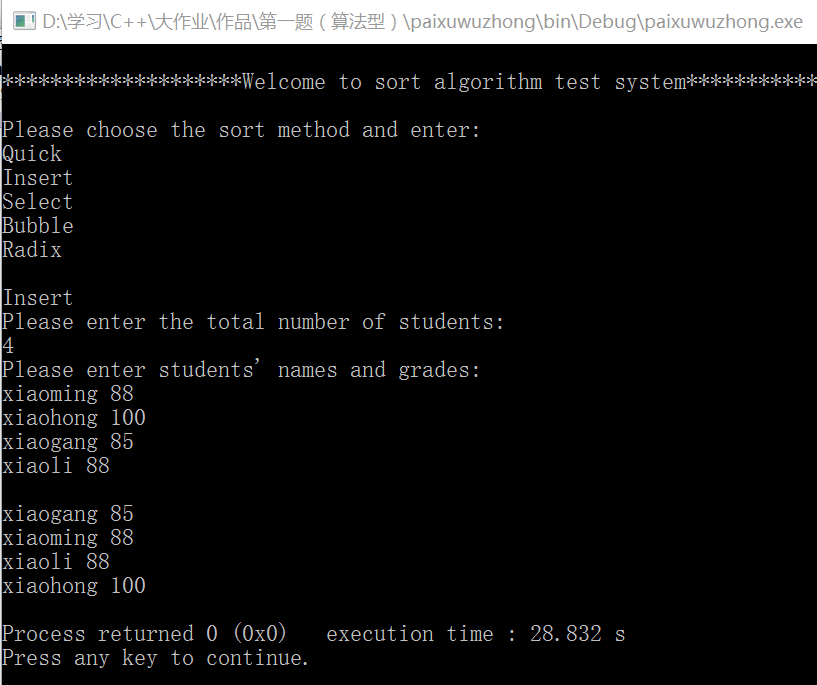 D:\学习\C++\大作业\作品\第一题（算法型）\paixuwuzhong\bin\Debug\paixuwuzhong.exe
********************Welcome to sort algorithm test system***********
Please choose the sort method and enter:
Quick
Insert
Select
Bubble
Radix
Insert
Please enter the total number of students:
4
Please enter students' names and grades:
xiaoming 88
xiaohong 100
xiaogang 85
xiaoli 88
xiaogang 85
xiaoming 88
xiaoli 88
xiaohong 100
Process returned 0 (0x0)   execution time : 28.832 s
Press any key to continue.